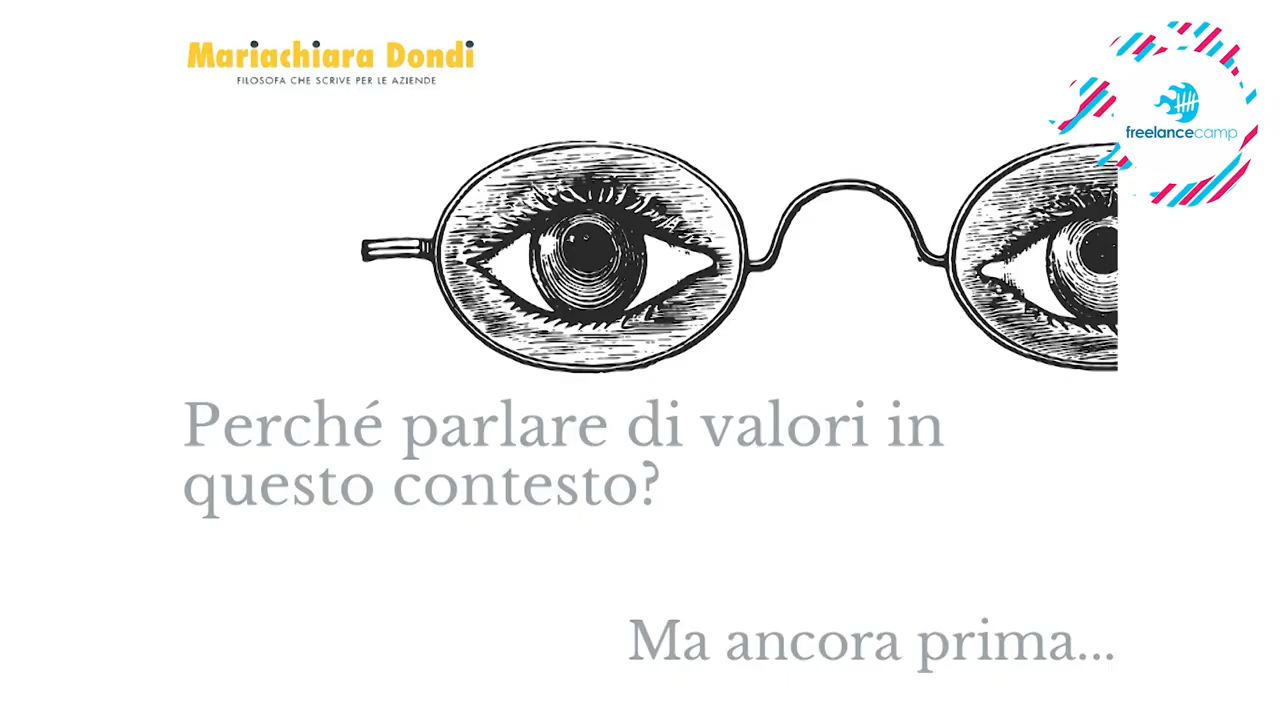 Mariachiara Dondi
FILOSOFA CHE SCRIVE PER LE AZIENDE
freelancecamp
Perché parlare di valori in
questo contesto?
Ma ancora prima...